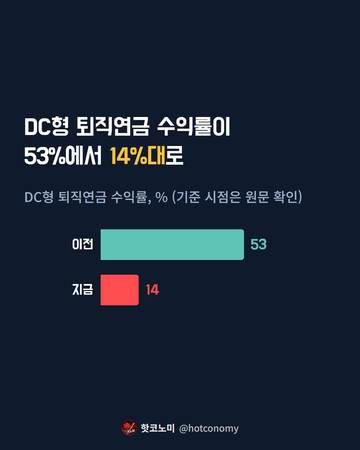 DC형 퇴직연금 수익률이
53%에서 14%대로
DC형 퇴직연금 수익률, % (기준 시점은 원문 확인)
이전 53
지금 14
핫코노미 @hotconomy